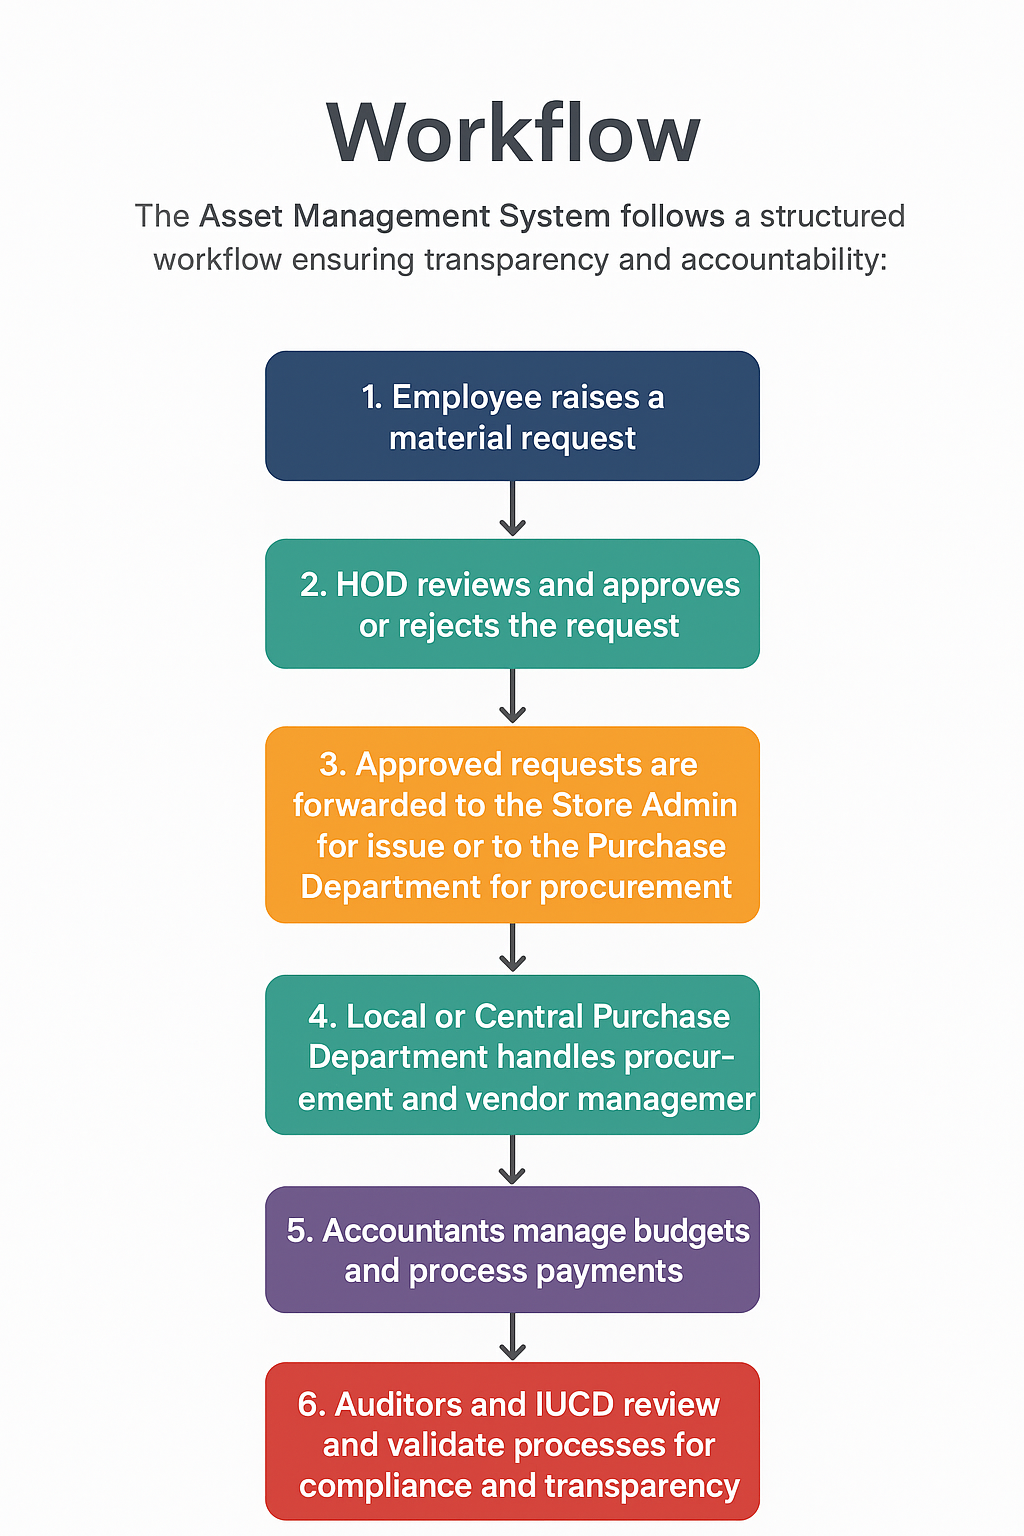 Workflow
The Asset Management System follows a structured
workflow ensuring transparency and accountability:
1. Employee raises a
material request
2. HOD reviews and approves
or rejects the request
3. Approved requests are
forwarded to the Store Admin
for issue or to the Purchase
Department for procurement
4. Local or Central Purchase
Department handles procur-
ement and vendor managemer
5. Accountants manage budgets
and process payments
6. Auditors and IUCD review
and validate processes for
compliance and transparency